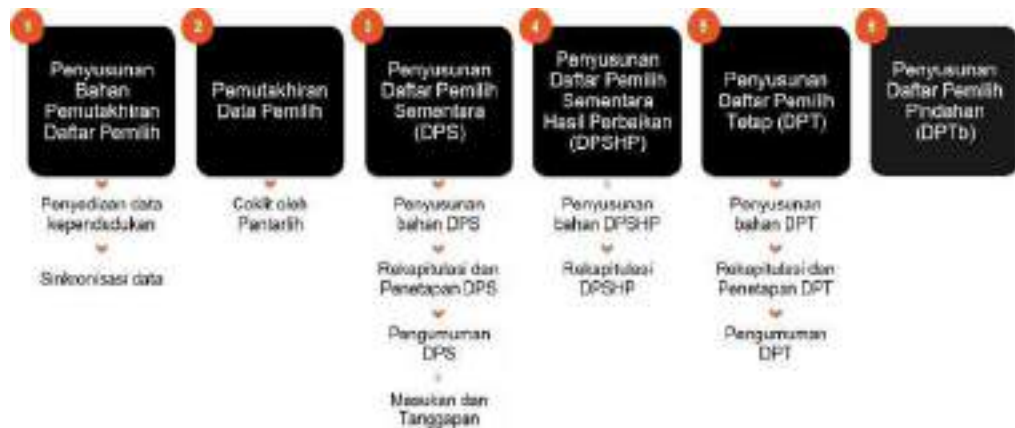 1
Penyusunan
Bahan
Pemutakhiran
Daftar Pemilih
Penyediaan data
kependudukan
Sinkronisasi data
2
Pemutakhiran
Data Pemilih
Coklit oleh
Pantarlih
3
Penyusunan
Daftar Pemilih
Sementara
(DPS)
Penyusunan
bahan DPS
Rekapitulasi dan
Penetapan DPS
Pengumuman
DPS
Masukan dan
Tanggapan
4
Penyusunan
Daftar Pemilih
Sementara
Hasil Perbaikan
(DPSHP)
Penyusunan
bahan DPSHP
Rekapitulasi
DPSHP
5
Penyusunan
Daftar Pemilih
Tetap (DPT)
Penyusunan
bahan DPT
Rekapitulasi dan
Penetapan DPT
Pengumuman
DPT
6
Penyusunan
Daftar Pemilih
Pindahan
(DPTb)